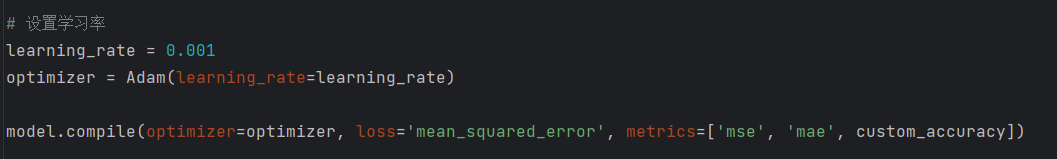 # 设置学习率
learning_rate = 0.001
optimizer = Adam(learning_rate=learning_rate)
model.compile(optimizer=optimizer, loss='mean_squared_error', metrics=['mse', 'mae', custom_accuracy])